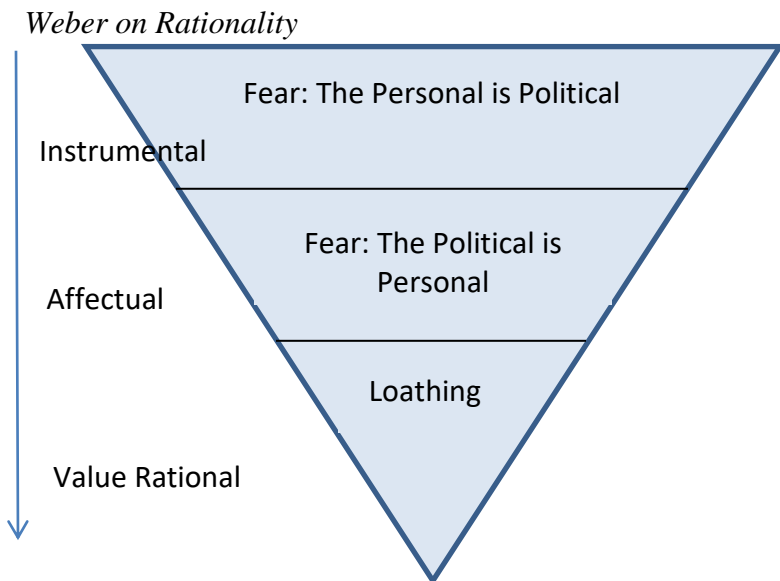 Weber on Rationality
Fear: The Personal is Political
Instrumental
Fear: The Political is
Personal
Affectual
Loathing
Value Rational